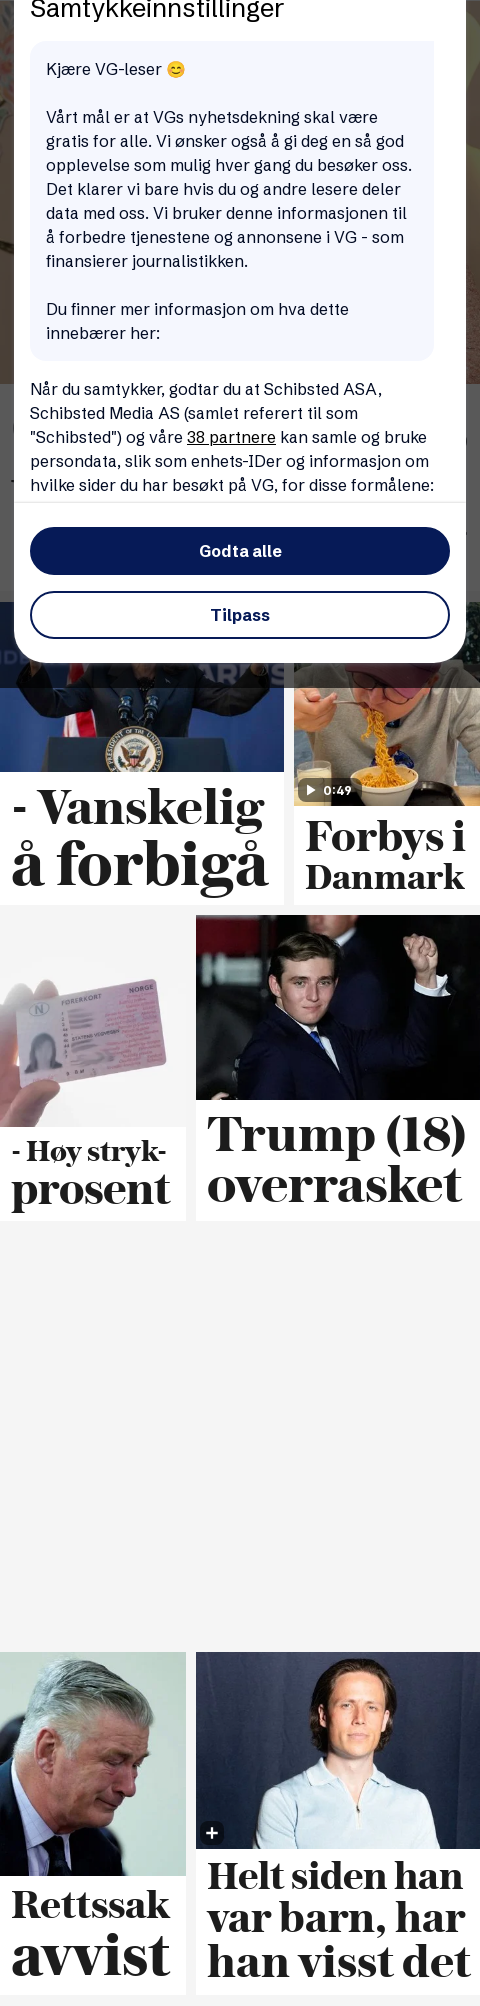 Samtykkeinnstillinger
Kjære VG-leser 😊
Vårt mål er at VGs nyhetsdekning skal være
gratis for alle. Vi ønsker også å gi deg en så god
opplevelse som mulig hver gang du besøker oss.
Det klarer vi bare hvis du og andre lesere deler
data med oss. Vi bruker denne informasjonen til
å forbedre tjenestene og annonsene i VG - som
finansierer journalistikken.
Du finner mer informasjon om hva dette
innebærer her:
Når du samtykker, godtar du at Schibsted ASA,
Schibsted Media AS (samlet referert til som
"Schibsted") og våre 38 partnere kan samle og bruke
persondata, slik som enhets-IDer og informasjon om
hvilke sider du har besøkt på VG, for disse formålene:
Godta alle
Tilpass
- Vanskelig
å forbigå
0:49
Forbys i
Danmark
FØRERKORT NORGE
N
STATENS VEGVESEN
- Høy stryk-
prosent
Trump (18)
overrasket
Rettssak
avvist
Helt siden han
var barn, har
han visst det